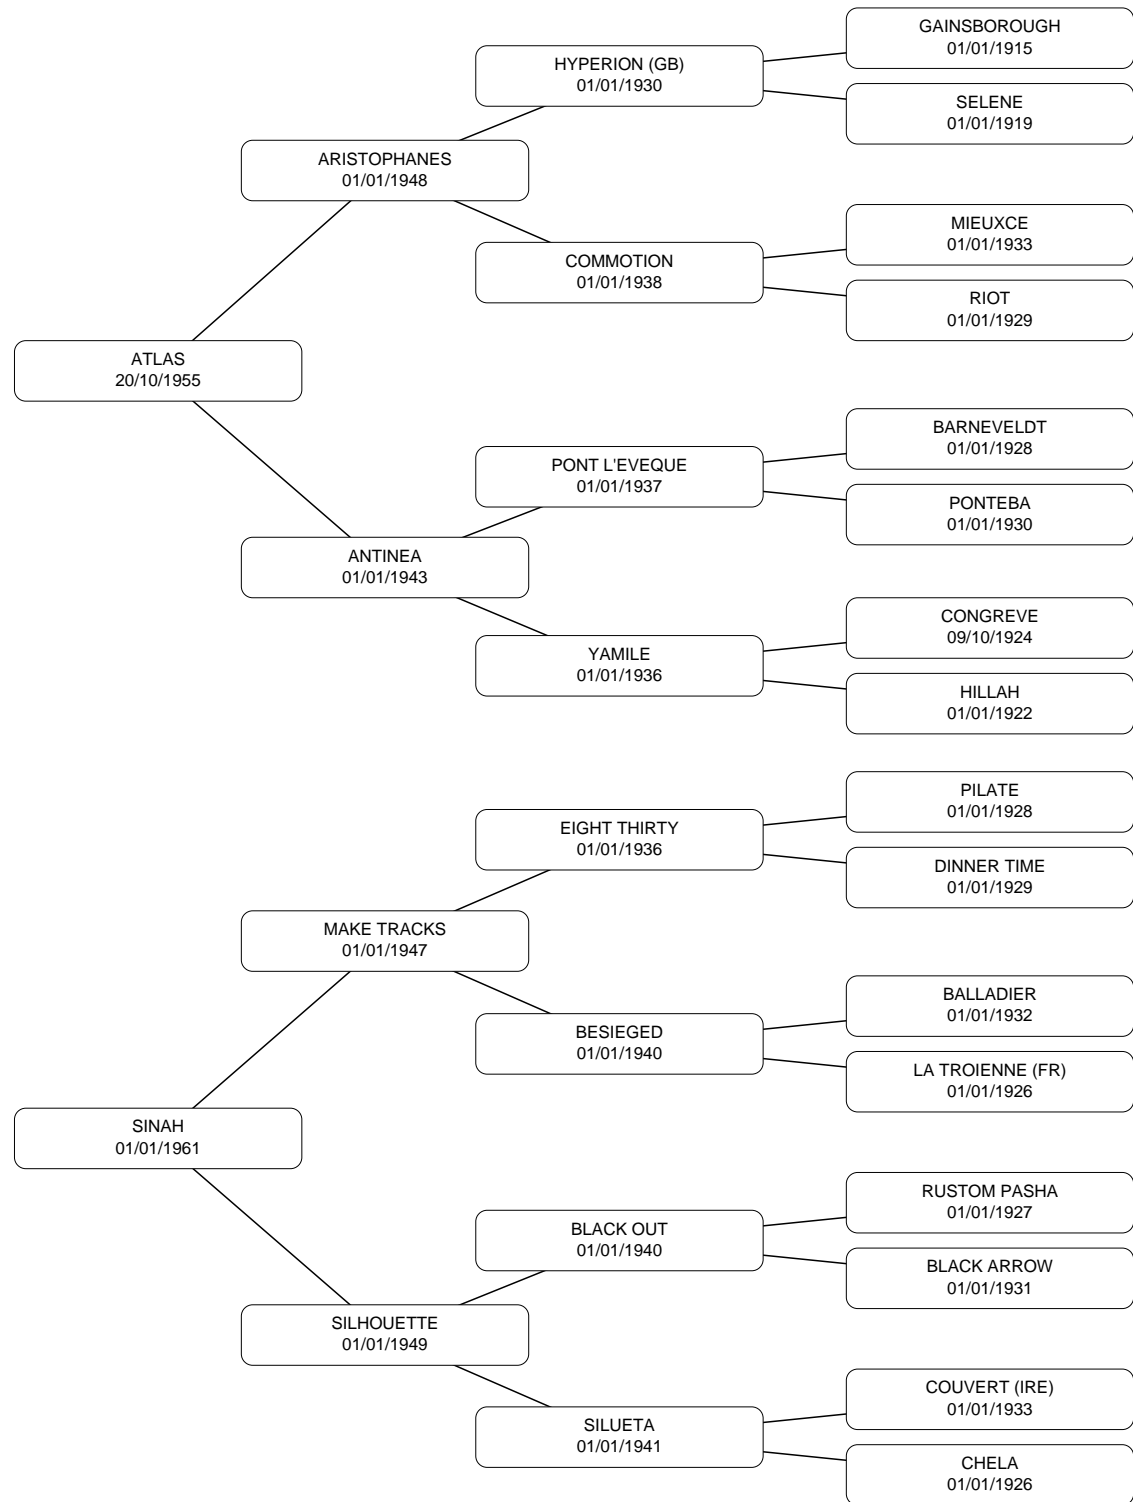 GAINSBOROUGH
01/01/1915
HYPERION (GB)
01/01/1930
SELENE
01/01/1919
ARISTOPHANES
01/01/1948
MIEUXCE
01/01/1933
COMMOTION
01/01/1938
RIOT
01/01/1929
ATLAS
20/10/1955
BARNEVELDT
01/01/1928
PONT L'EVEQUE
01/01/1937
PONTEBA
01/01/1930
ANTINEA
01/01/1943
CONGREVE
09/10/1924
YAMILE
01/01/1936
HILLAH
01/01/1922
PILATE
01/01/1928
EIGHT THIRTY
01/01/1936
DINNER TIME
01/01/1929
MAKE TRACKS
01/01/1947
BALLADIER
01/01/1932
BESIEGED
01/01/1940
LA TROIENNE (FR)
01/01/1926
SINAH
01/01/1961
RUSTOM PASHA
01/01/1927
BLACK OUT
01/01/1940
BLACK ARROW
01/01/1931
SILHOUETTE
01/01/1949
COUVERT (IRE)
01/01/1933
SILUETA
01/01/1941
CHELA
01/01/1926